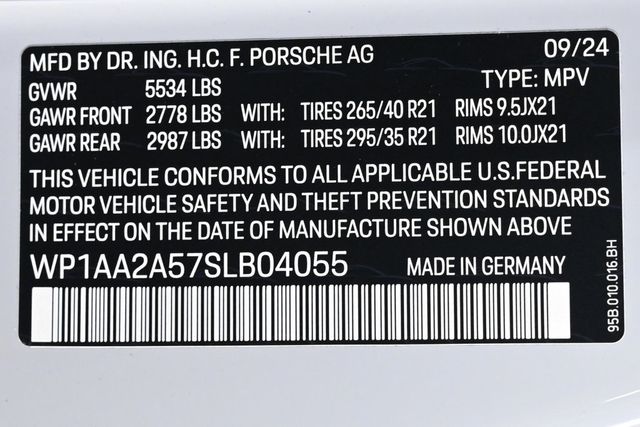 MFD BY DR. ING. H.C. F. PORSCHE AG 09/24
GVWR 5534 LBS TYPE: MPV
GAWR FRONT 2778 LBS WITH: TIRES 265/40 R21 RIMS 9.5JX21
GAWR REAR 2987 LBS WITH: TIRES 295/35 R21 RIMS 10.0JX21
THIS VEHICLE CONFORMS TO ALL APPLICABLE U.S.FEDERAL
MOTOR VEHICLE SAFETY AND THEFT PREVENTION STANDARDS
IN EFFECT ON THE DATE OF MANUFACTURE SHOWN ABOVE
WP1AA2A57SLB04055 MADE IN GERMANY
95B.010.016.BH